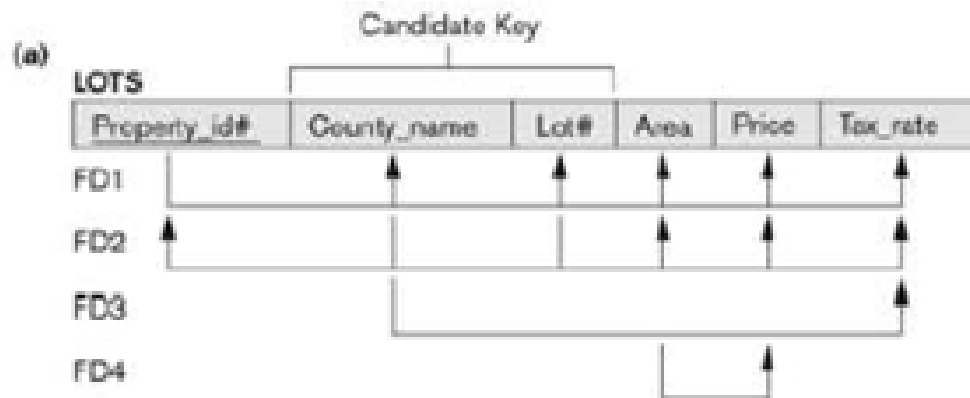 Candidate Key
(a)
LOTS
Property_id# County_name Lot# Area Price Tax_rate
FD1
FD2
FD3
FD4